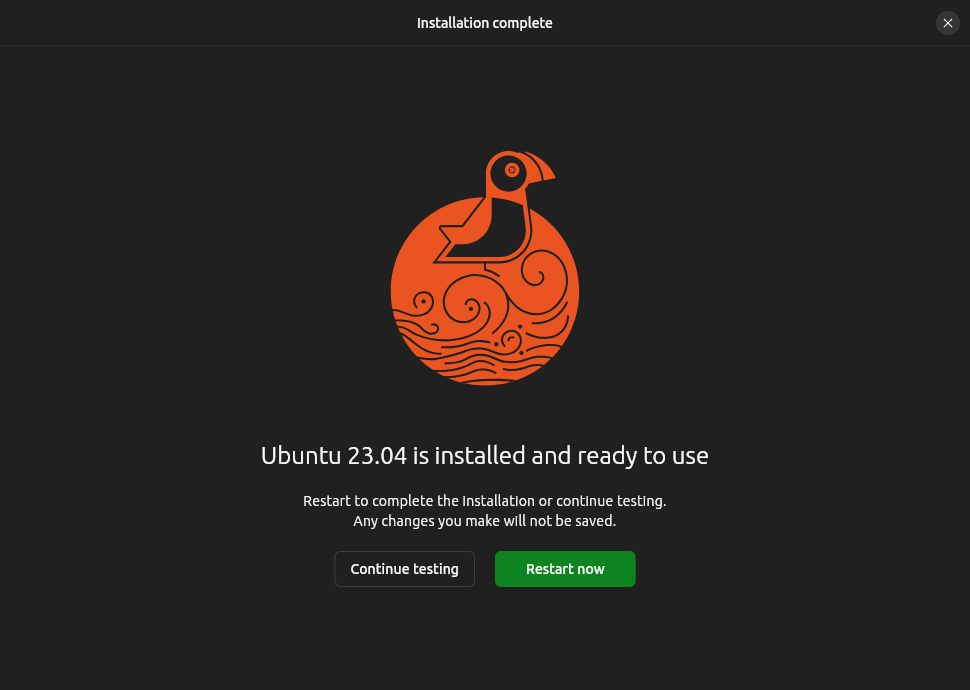 Installation complete
Ubuntu 23.04 is installed and ready to use
Restart to complete the installation or continue testing.
Any changes you make will not be saved.
Continue testing
Restart now